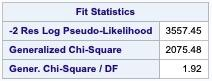 Fit Statistics
-2 Res Log Pseudo-Likelihood 3557.45
Generalized Chi-Square 2075.48
Gener. Chi-Square / DF 1.92